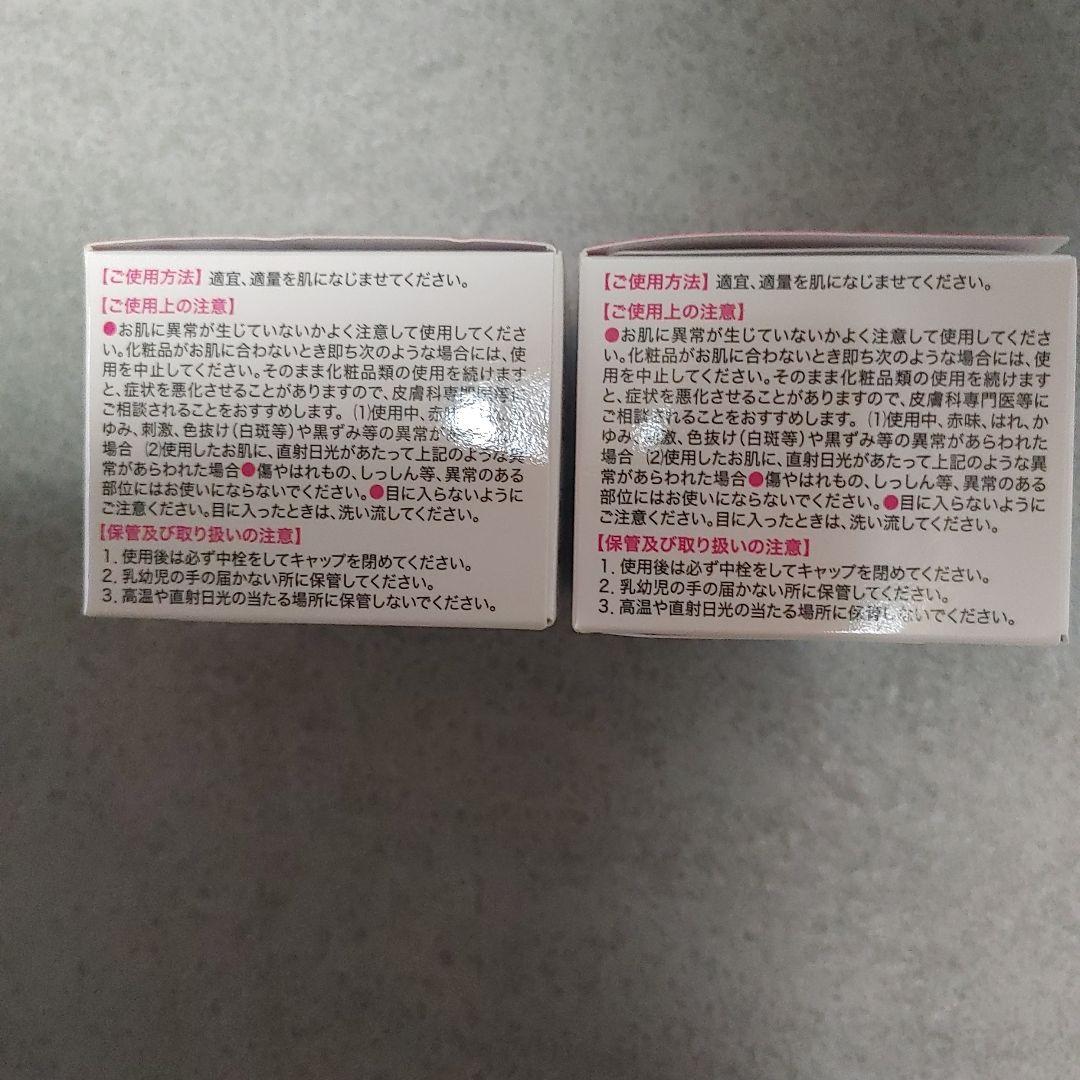 【ご使用方法】適宜、適量を肌になじませてください。
【ご使用上の注意】
●お肌に異常が生じていないかよく注意して使用してくださ
い。化粧品がお肌に合わないとき即ち次のような場合には、使
用を中止してください。そのまま化粧品類の使用を続けます
と、症状を悪化させることがありますので、皮膚科専門医等に
ご相談されることをおすすめします。(1)使用中、赤味
ゆみ、刺激、色抜け(白斑等)や黒ずみ等の異常が
場合 (2)使用したお肌に、直射日光があたって上記のような異
常があらわれた場合●傷やはれもの、しっしん等、異常のある
部位にはお使いにならないでください。●目に入らないように
ご注意ください。目に入ったときは、洗い流してください。
【保管及び取り扱いの注意】
1. 使用後は必ず中栓をしてキャップを閉めてください。
2. 乳幼児の手の届かない所に保管してください。
3. 高温や直射日光の当たる場所に保管しないでください。
【ご使用方法】適宜、適量を肌になじませてください。
【ご使用上の注意】
●お肌に異常が生じていないかよく注意して使用してくださ
い。化粧品がお肌に合わないとき即ち次のような場合には、使
用を中止してください。そのまま化粧品類の使用を続けます
と、症状を悪化させることがありますので、皮膚科専門医等に
ご相談されることをおすすめします。(1)使用中、赤味、はれ、か
ゆみ、刺激、色抜け(白斑等)や黒ずみ等の異常があらわれた
場合 (2)使用したお肌に、直射日光があたって上記のような異
常があらわれた場合●傷やはれもの、しっしん等、異常のある
部位にはお使いにならないでください。●目に入らないように
ご注意ください。目に入ったときは、洗い流してください。
【保管及び取り扱いの注意】
1. 使用後は必ず中栓をしてキャップを閉めてください。
2. 乳幼児の手の届かない所に保管してください。
3. 高温や直射日光の当たる場所に保管しないでください。